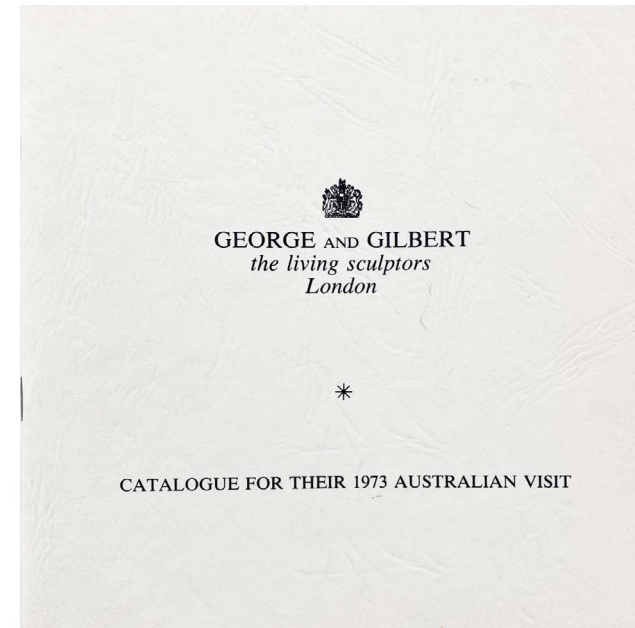 GEORGE AND GILBERT
the living sculptors
London
*
CATALOGUE FOR THEIR 1973 AUSTRALIAN VISIT